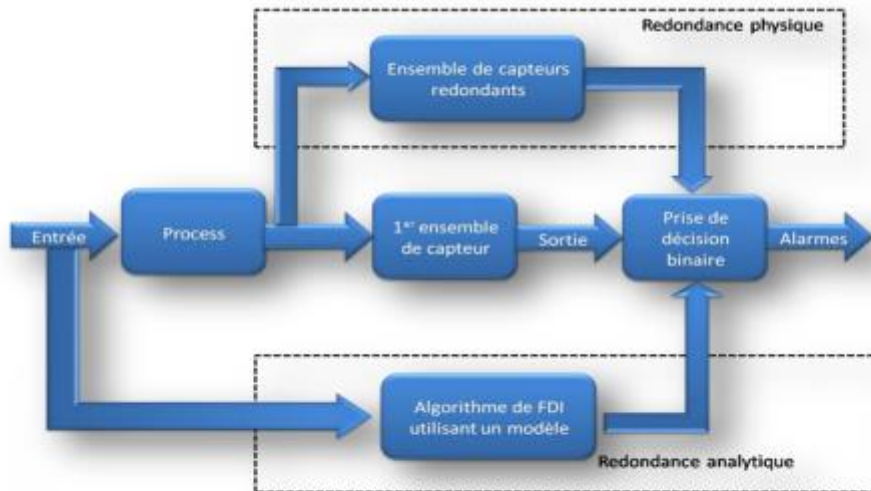 Redondance physique
Ensemble de capteurs
redondants
Entrée
Process
1er ensemble
de capteur
Sortie
Prise de
décision
binaire
Alarmes
Algorithme de FDI
utilisant un modèle
Redondance analytique